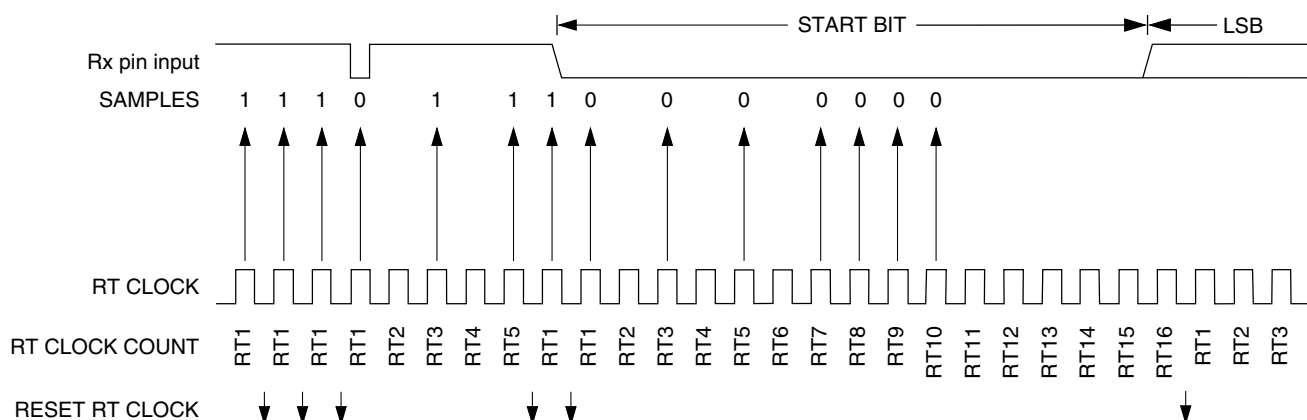 START BIT LSB
Rx pin input
SAMPLES 1 1 1 0 1 1 1 0 0 0 0 0 0 0
RT CLOCK
RT CLOCK COUNT RT1 RT1 RT1 RT1 RT2 RT3 RT4 RT5 RT1 RT1 RT2 RT3 RT4 RT5 RT6 RT7 RT8 RT9 RT10 RT11 RT12 RT13 RT14 RT15 RT16 RT1 RT2 RT3
RESET RT CLOCK